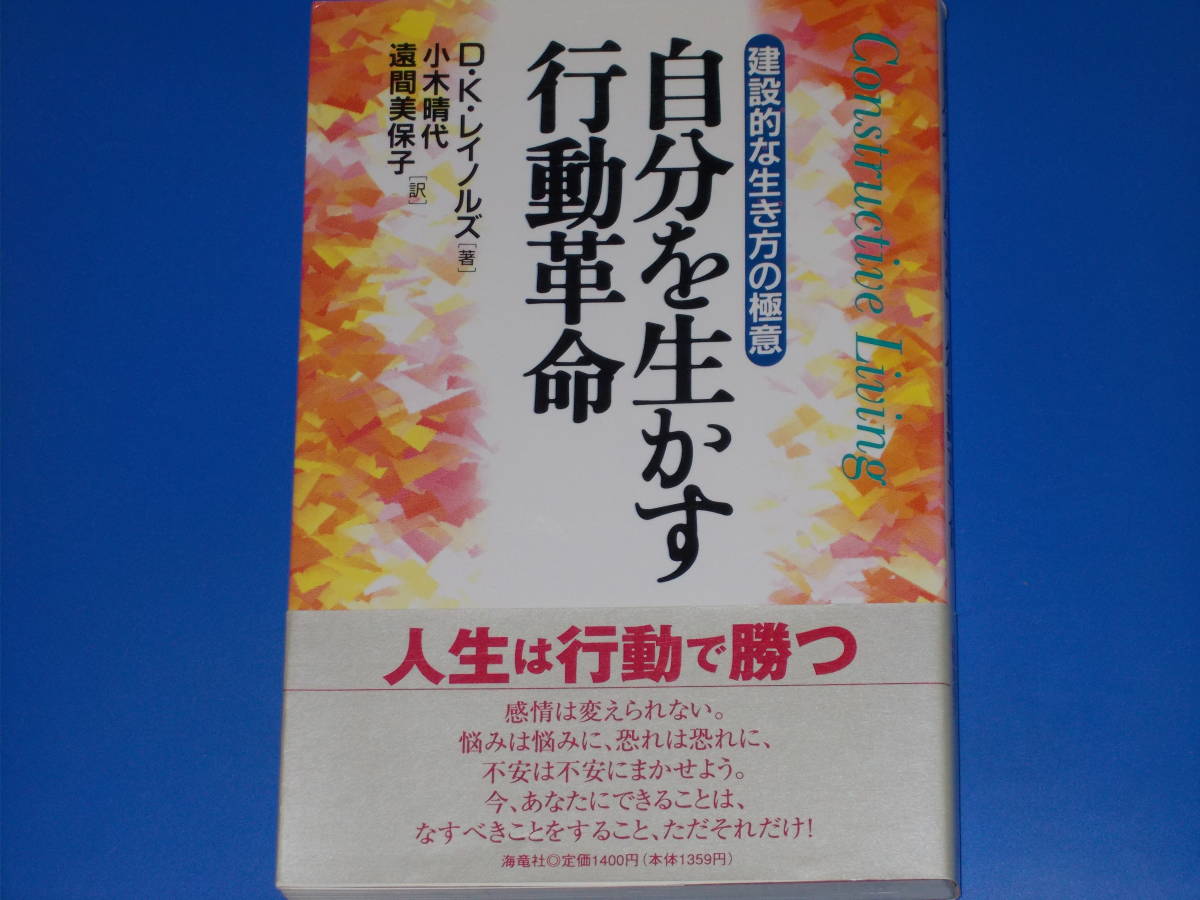 Constructive Living
建設的な生き方の極意
自分を生かす
行動革命
D・K・レイノルズ[著]
小木晴代
遠間美保子[訳]
人生は行動で勝つ
感情は変えられない。
悩みは悩みに、恐れは恐れに、
不安は不安にまかせよう。
今、あなたにできることは、
なすべきことをすること、ただそれだけ!
海竜社◎定価1400円(本体1359円)